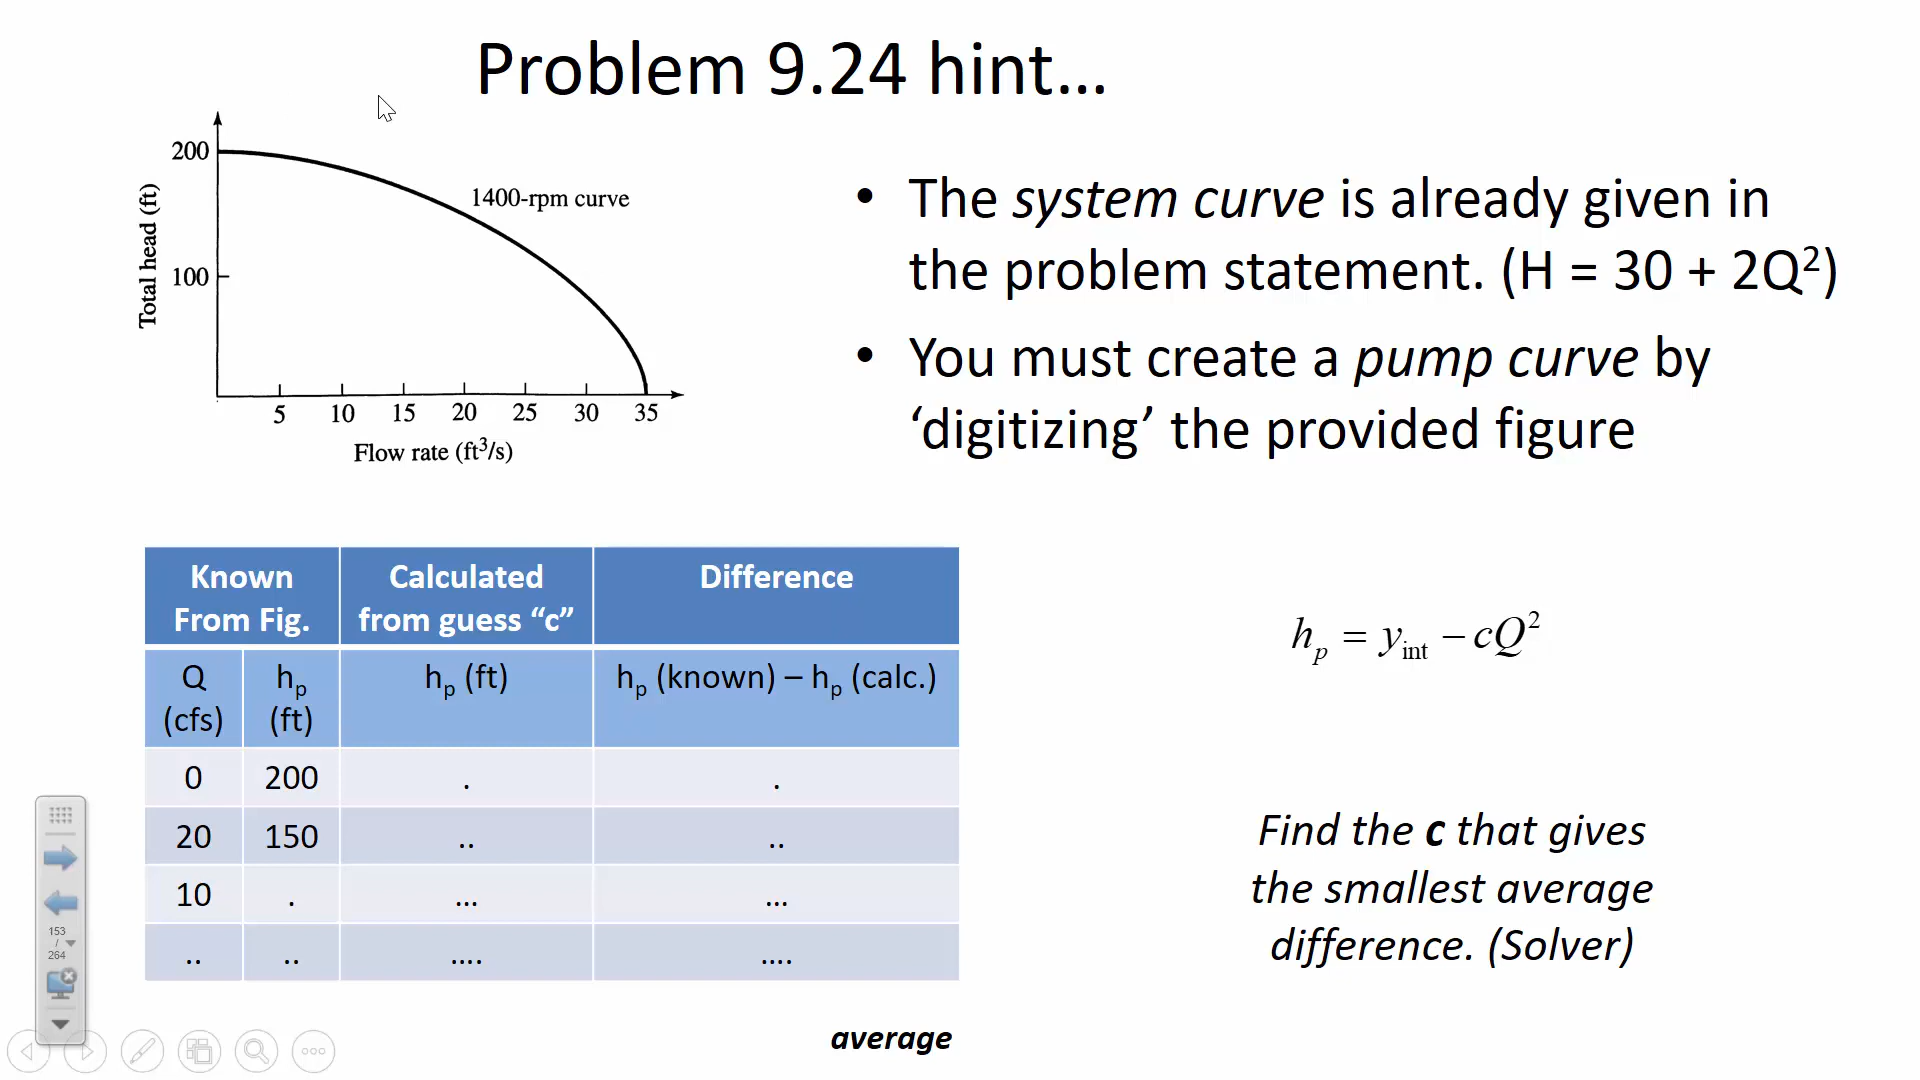 Problem 9.24 hint...
200
100
Total head (ft)
1400-rpm curve
5 10 15 20 25 30 35
Flow rate (ft³/s)
• The system curve is already given in
the problem statement. (H = 30 + 2Q²)
• You must create a pump curve by
‘digitizing’ the provided figure
Known
From Fig.
Calculated
from guess “c”
Difference
Q
(cfs)
hₚ
(ft)
hₚ (ft)
hₚ (known) – hₚ (calc.)
0 200 . .
20 150 .. ..
10 . ... ...
.. .. .... ....
average
hₚ = y_int − cQ²
Find the c that gives
the smallest average
difference. (Solver)
153
/
264